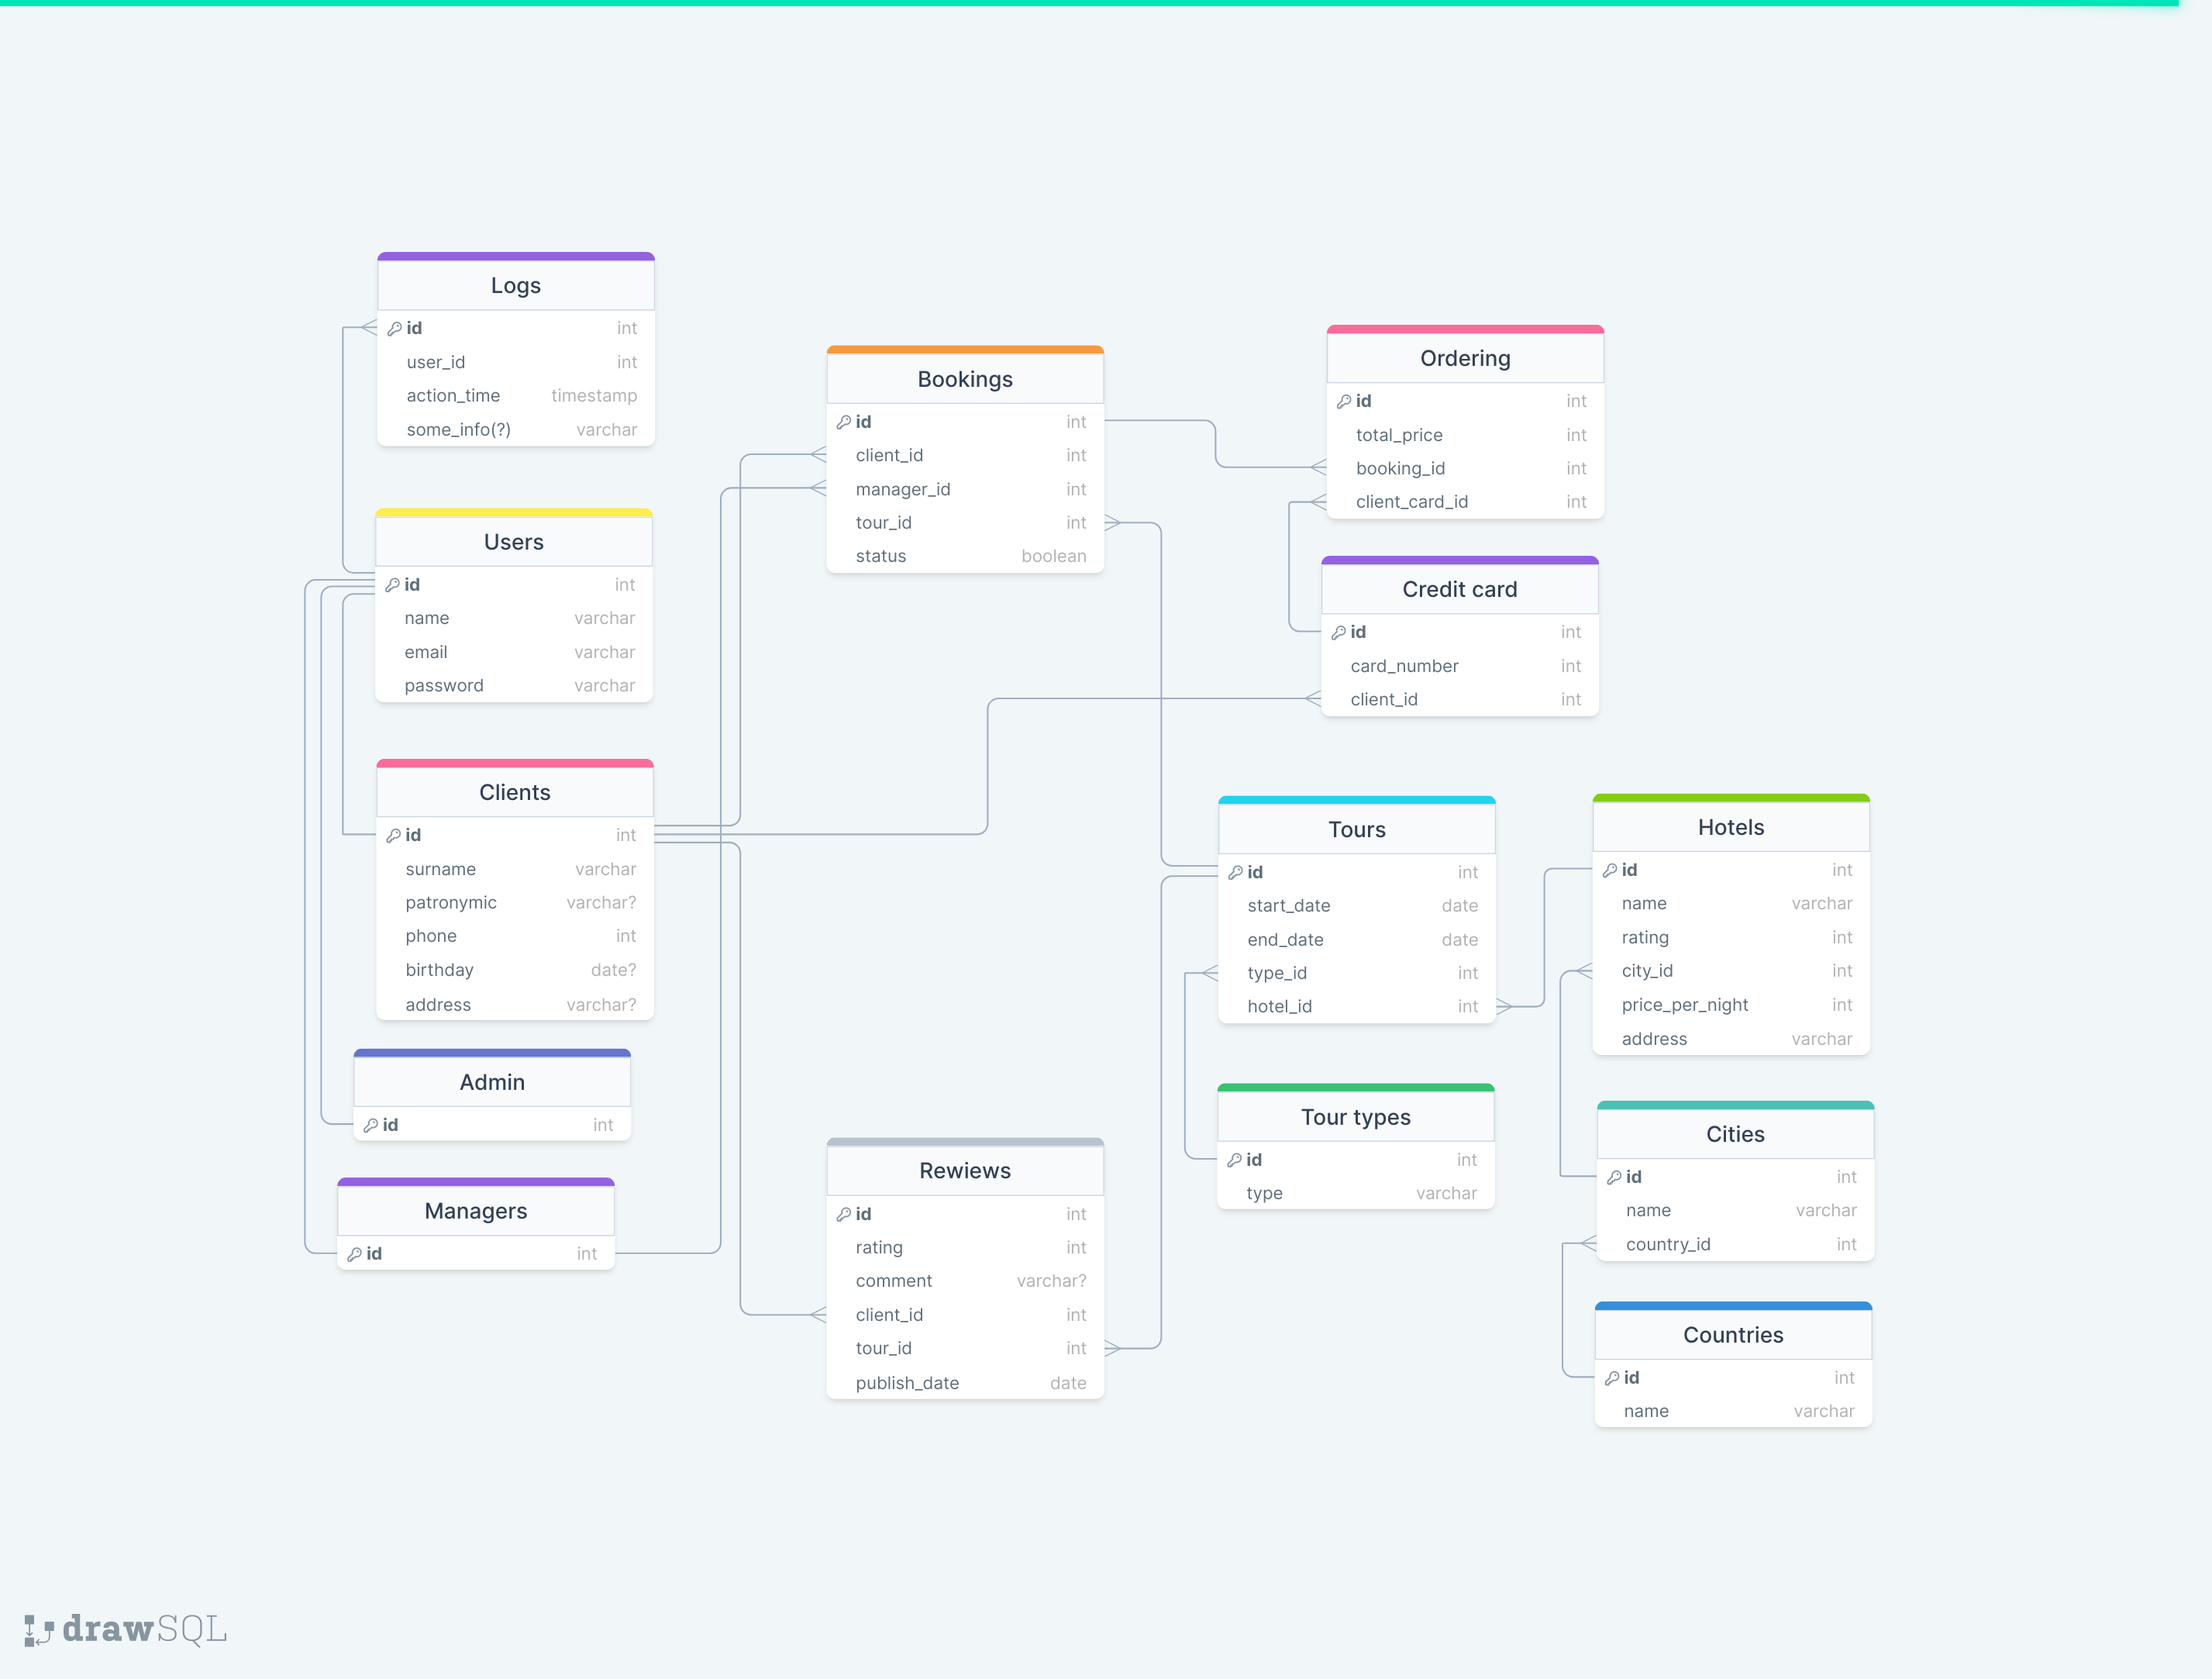 Logs
id int
user_id int
action_time timestamp
some_info(?) varchar
Users
id int
name varchar
email varchar
password varchar
Clients
id int
surname varchar
patronymic varchar?
phone int
birthday date?
address varchar?
Admin
id int
Managers
id int
Bookings
id int
client_id int
manager_id int
tour_id int
status boolean
Rewiews
id int
rating int
comment varchar?
client_id int
tour_id int
publish_date date
Ordering
id int
total_price int
booking_id int
client_card_id int
Credit card
id int
card_number int
client_id int
Tours
id int
start_date date
end_date date
type_id int
hotel_id int
Tour types
id int
type varchar
Hotels
id int
name varchar
rating int
city_id int
price_per_night int
address varchar
Cities
id int
name varchar
country_id int
Countries
id int
name varchar
drawSQL